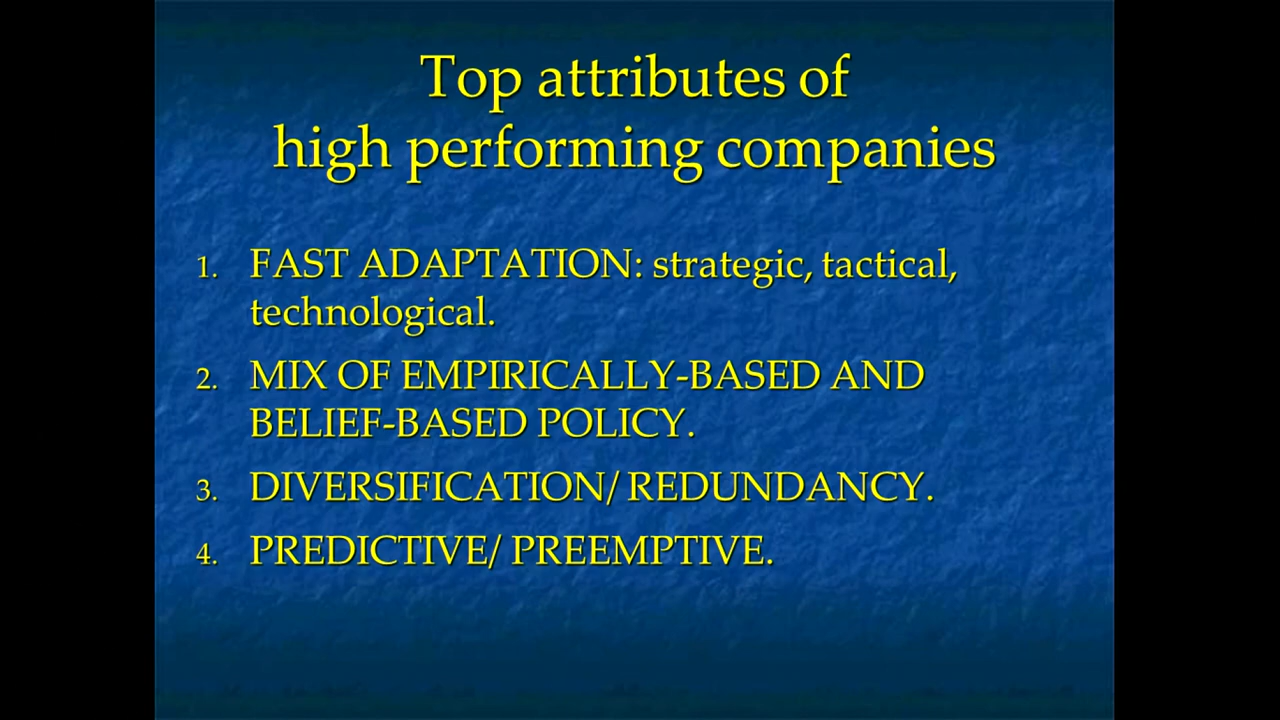 Top attributes of
high performing companies
1. FAST ADAPTATION: strategic, tactical,
technological.
2. MIX OF EMPIRICALLY-BASED AND
BELIEF-BASED POLICY.
3. DIVERSIFICATION/ REDUNDANCY.
4. PREDICTIVE/ PREEMPTIVE.